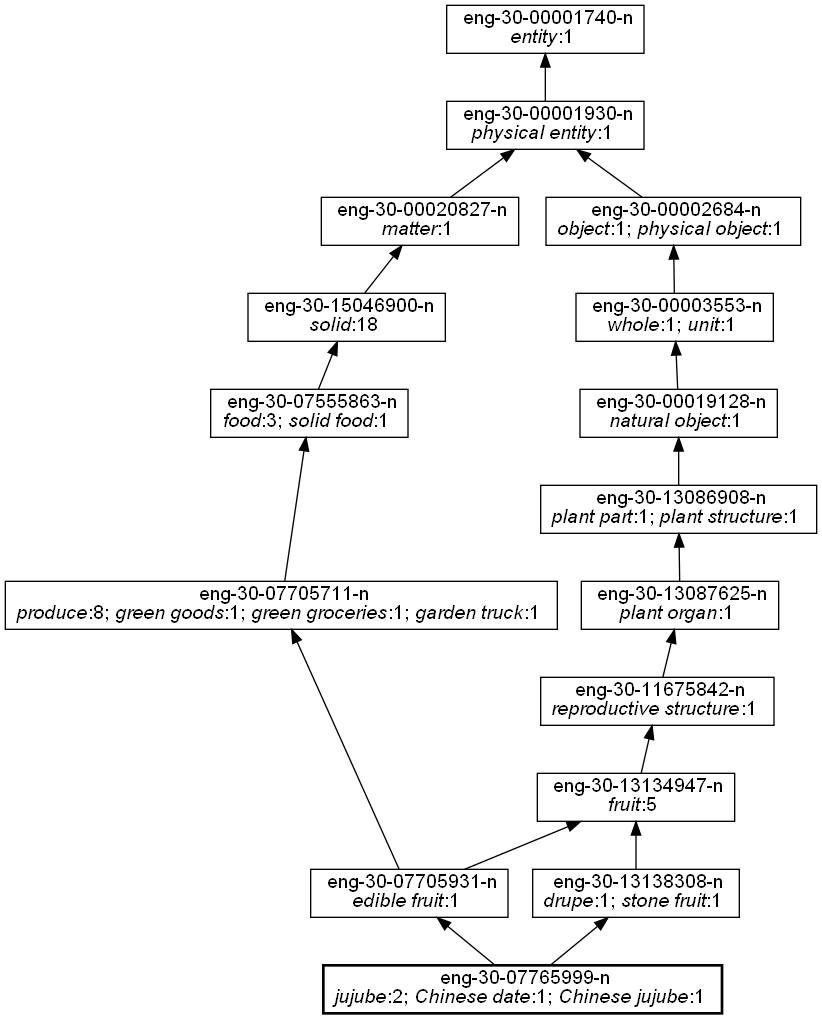 eng-30-00001740-n
entity:1
eng-30-00001930-n
physical entity:1
eng-30-00020827-n
matter:1
eng-30-00002684-n
object:1; physical object:1
eng-30-15046900-n
solid:18
eng-30-00003553-n
whole:1; unit:1
eng-30-07555863-n
food:3; solid food:1
eng-30-00019128-n
natural object:1
eng-30-13086908-n
plant part:1; plant structure:1
eng-30-07705711-n
produce:8; green goods:1; green groceries:1; garden truck:1
eng-30-13087625-n
plant organ:1
eng-30-11675842-n
reproductive structure:1
eng-30-13134947-n
fruit:5
eng-30-07705931-n
edible fruit:1
eng-30-13138308-n
drupe:1; stone fruit:1
eng-30-07765999-n
jujube:2; Chinese date:1; Chinese jujube:1